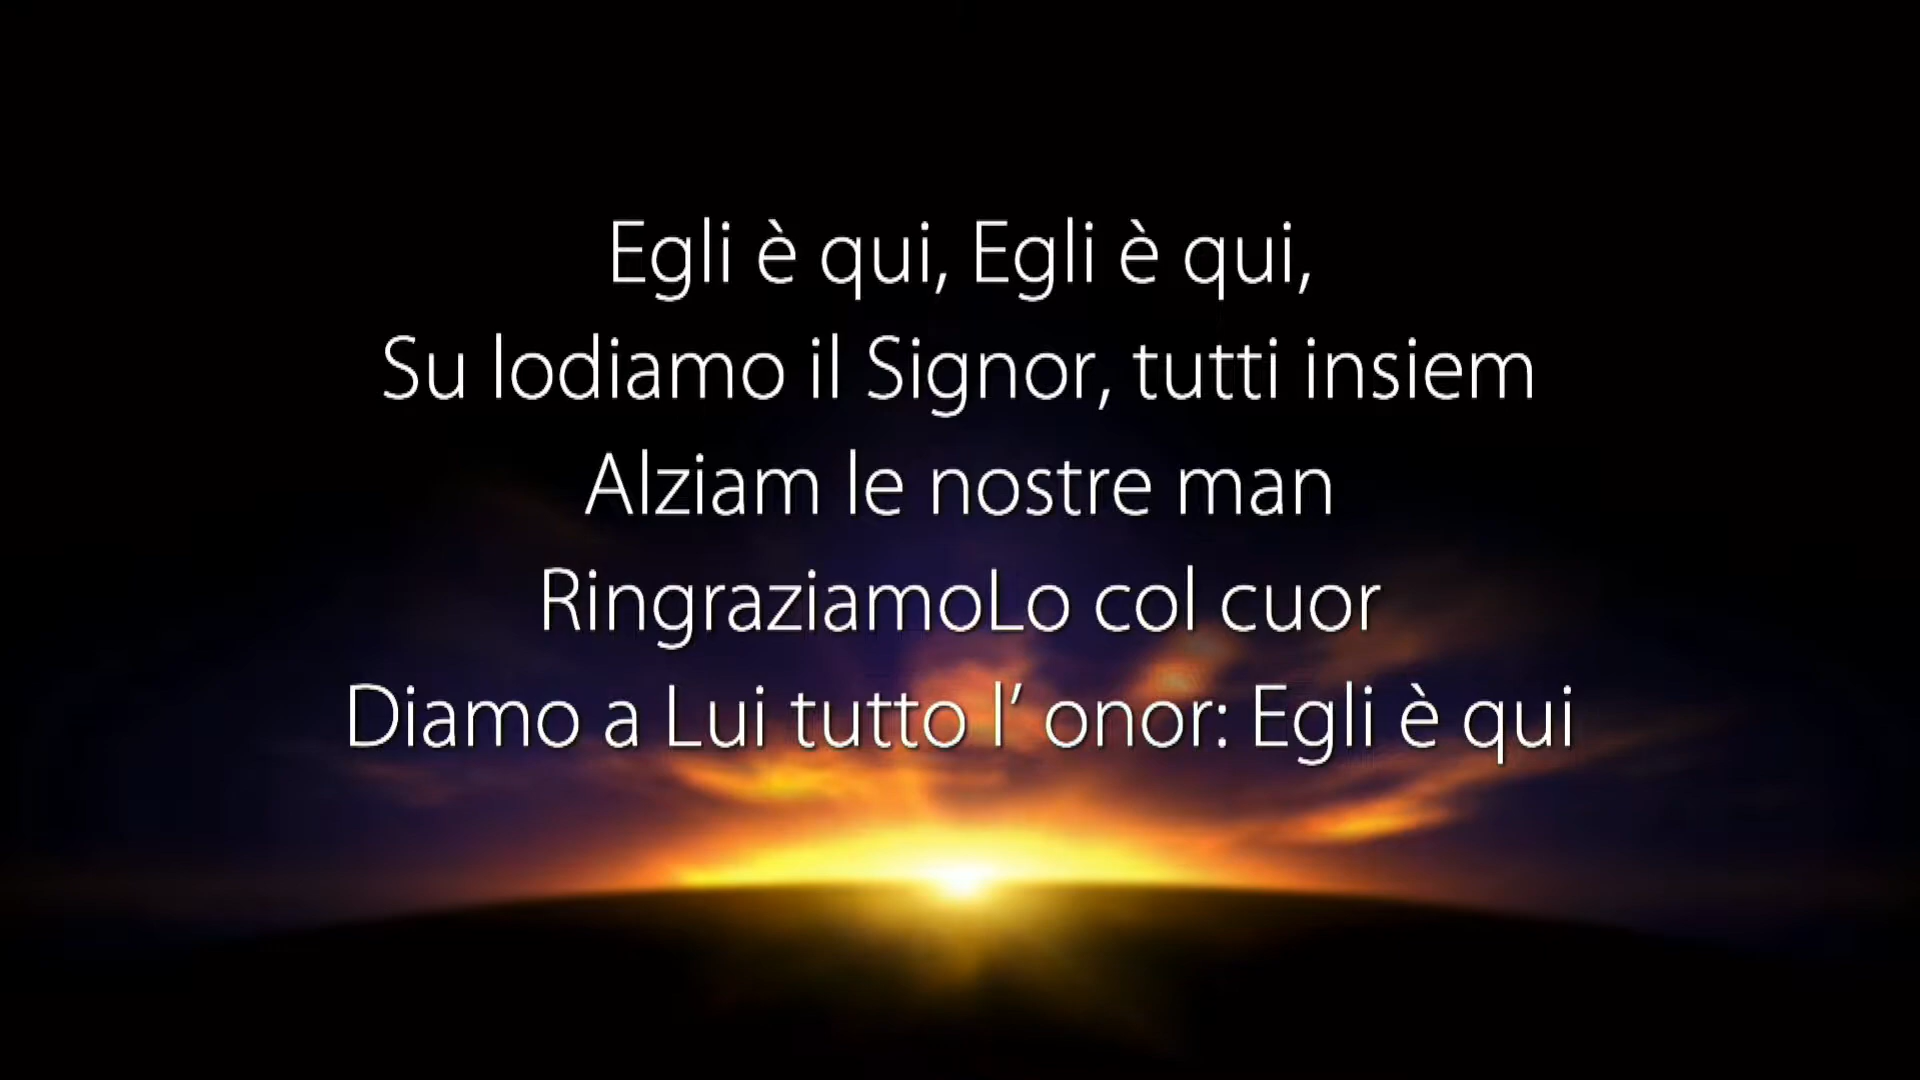 Egli è qui, Egli è qui,
Su lodiamo il Signor, tutti insiem
Alziam le nostre man
RingraziamoLo col cuor
Diamo a Lui tutto l’ onor: Egli è qui